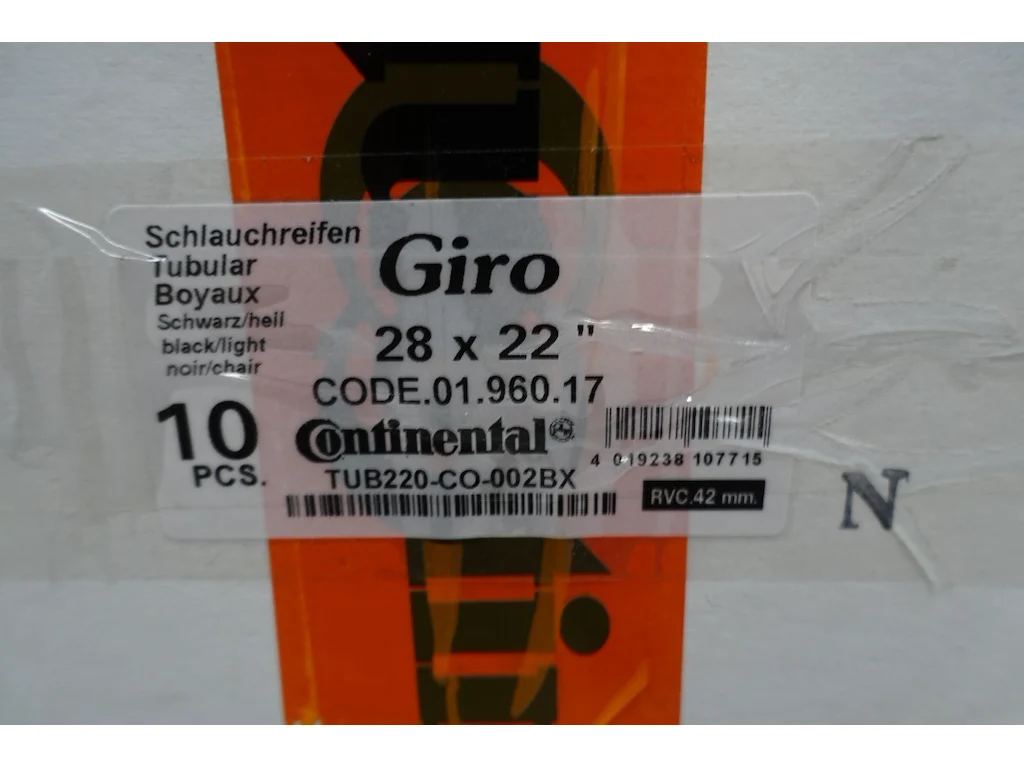 Schlauchreifen
Tubular
Boyaux
Schwarz/hell
black/light
noir/chair
10
PCS.
Giro
28 x 22 "
CODE.01.960.17
Continental
TUB220-CO-002BX
4 019238 107715
RVC.42 mm.
N